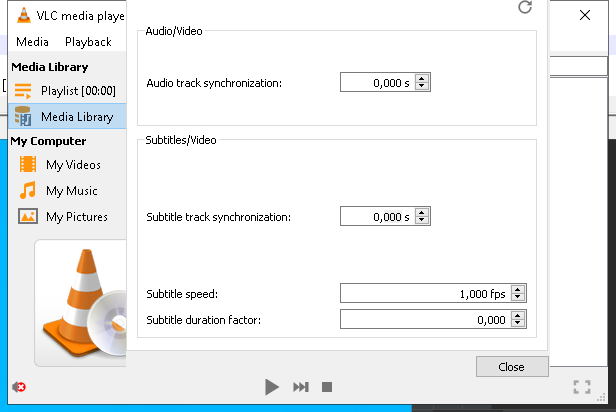 VLC media playe
Media Playback
Media Library
Playlist [00:00]
Media Library
My Computer
My Videos
My Music
My Pictures
Audio/Video
Audio track synchronization: 0,000 s
Subtitles/Video
Subtitle track synchronization: 0,000 s
Subtitle speed: 1,000 fps
Subtitle duration factor: 0,000
Close